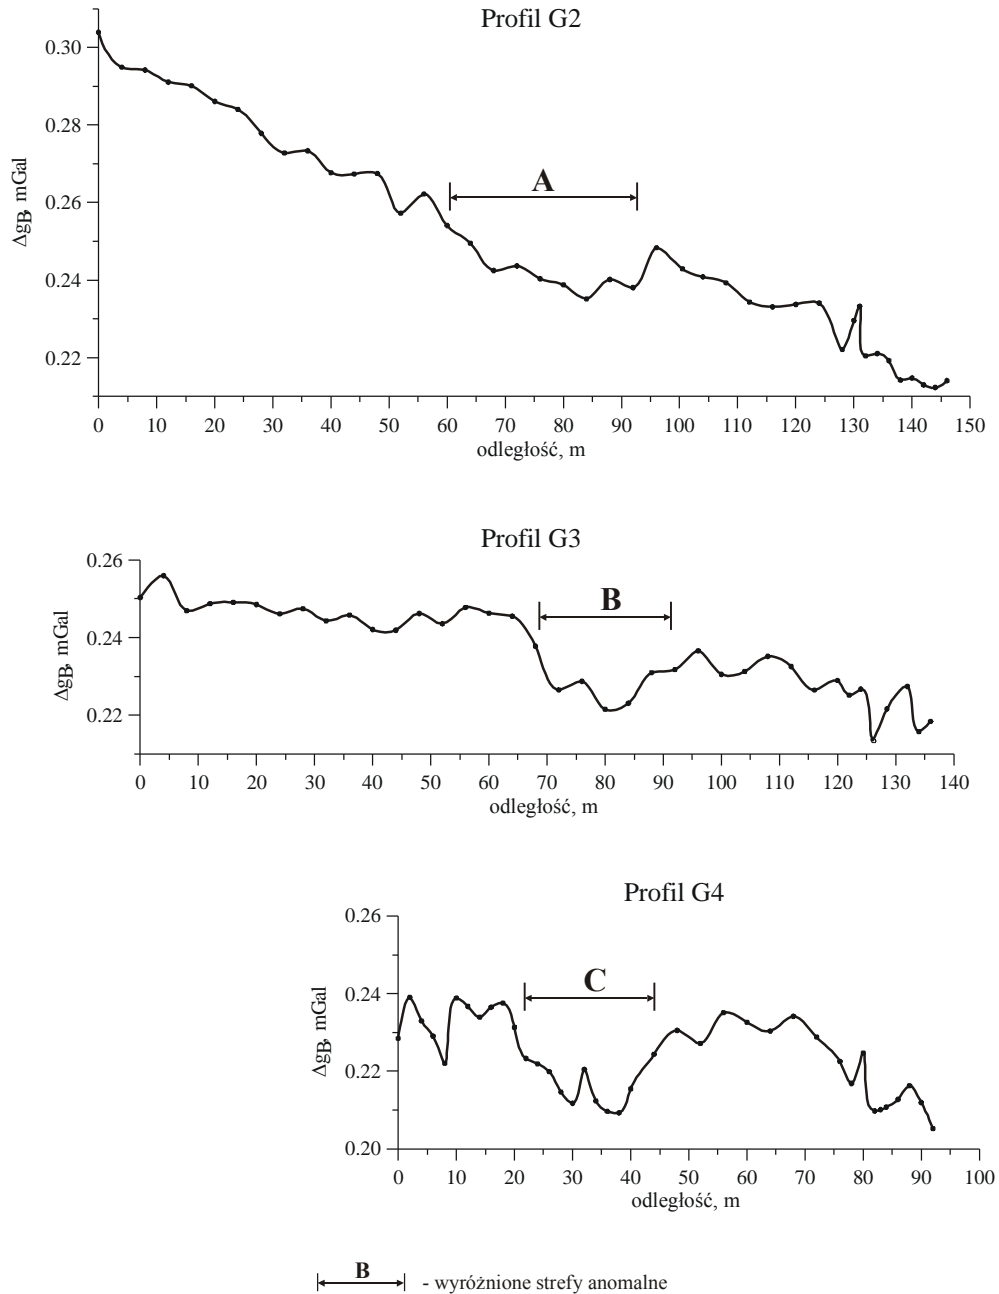 Profil G2
ΔgB, mGal
0.30
0.28
0.26
0.24
0.22
A
0 10 20 30 40 50 60 70 80 90 100 110 120 130 140 150
odległość, m
Profil G3
ΔgB, mGal
0.26
0.24
0.22
B
0 10 20 30 40 50 60 70 80 90 100 110 120 130 140
odległość, m
Profil G4
ΔgB, mGal
0.26
0.24
0.22
0.20
C
0 10 20 30 40 50 60 70 80 90 100
odległość, m
B - wyróżnione strefy anomalne